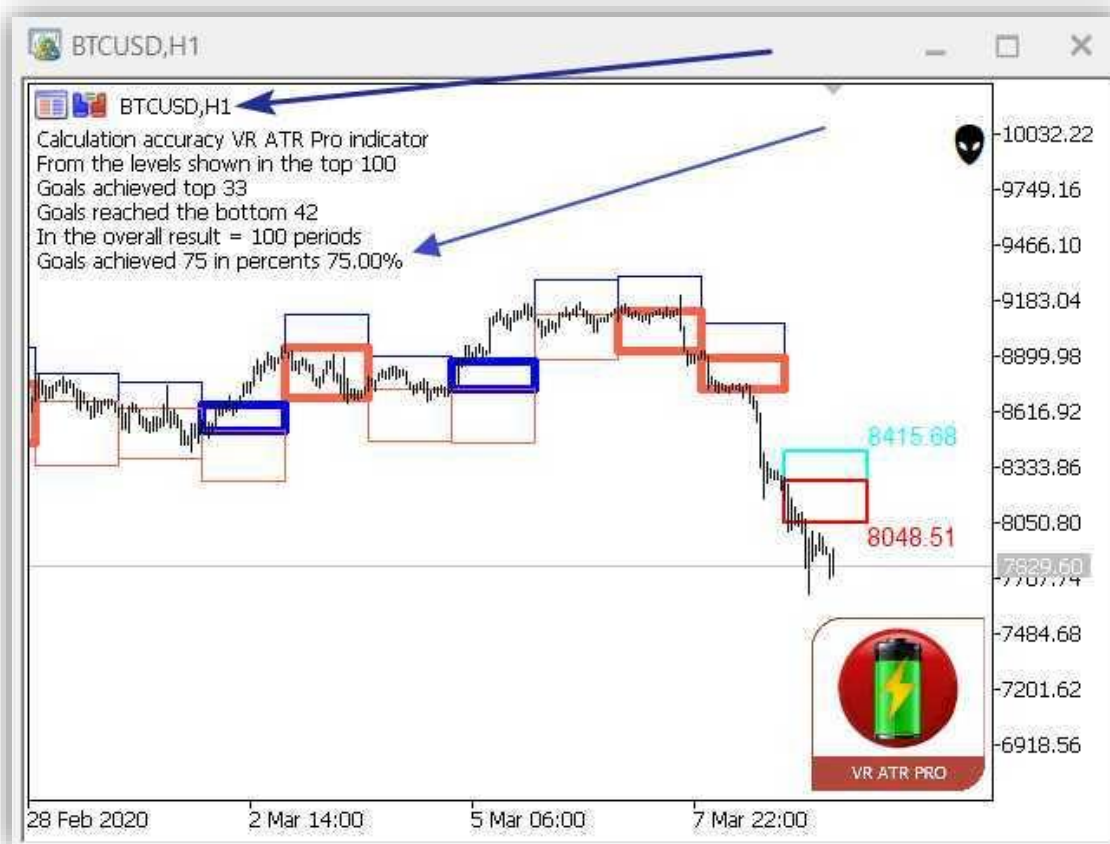 BTCUSD,H1
BTCUSD,H1
Calculation accuracy VR ATR Pro indicator
From the levels shown in the top 100
Goals achieved top 33
Goals reached the bottom 42
In the overall result = 100 periods
Goals achieved 75 in percents 75.00%
10032.22
9749.16
9466.10
9183.04
8899.98
8616.92
8415.68
8333.86
8050.80
8048.51
7829.60
7767.74
7484.68
7201.62
6918.56
VR ATR PRO
28 Feb 2020 2 Mar 14:00 5 Mar 06:00 7 Mar 22:00